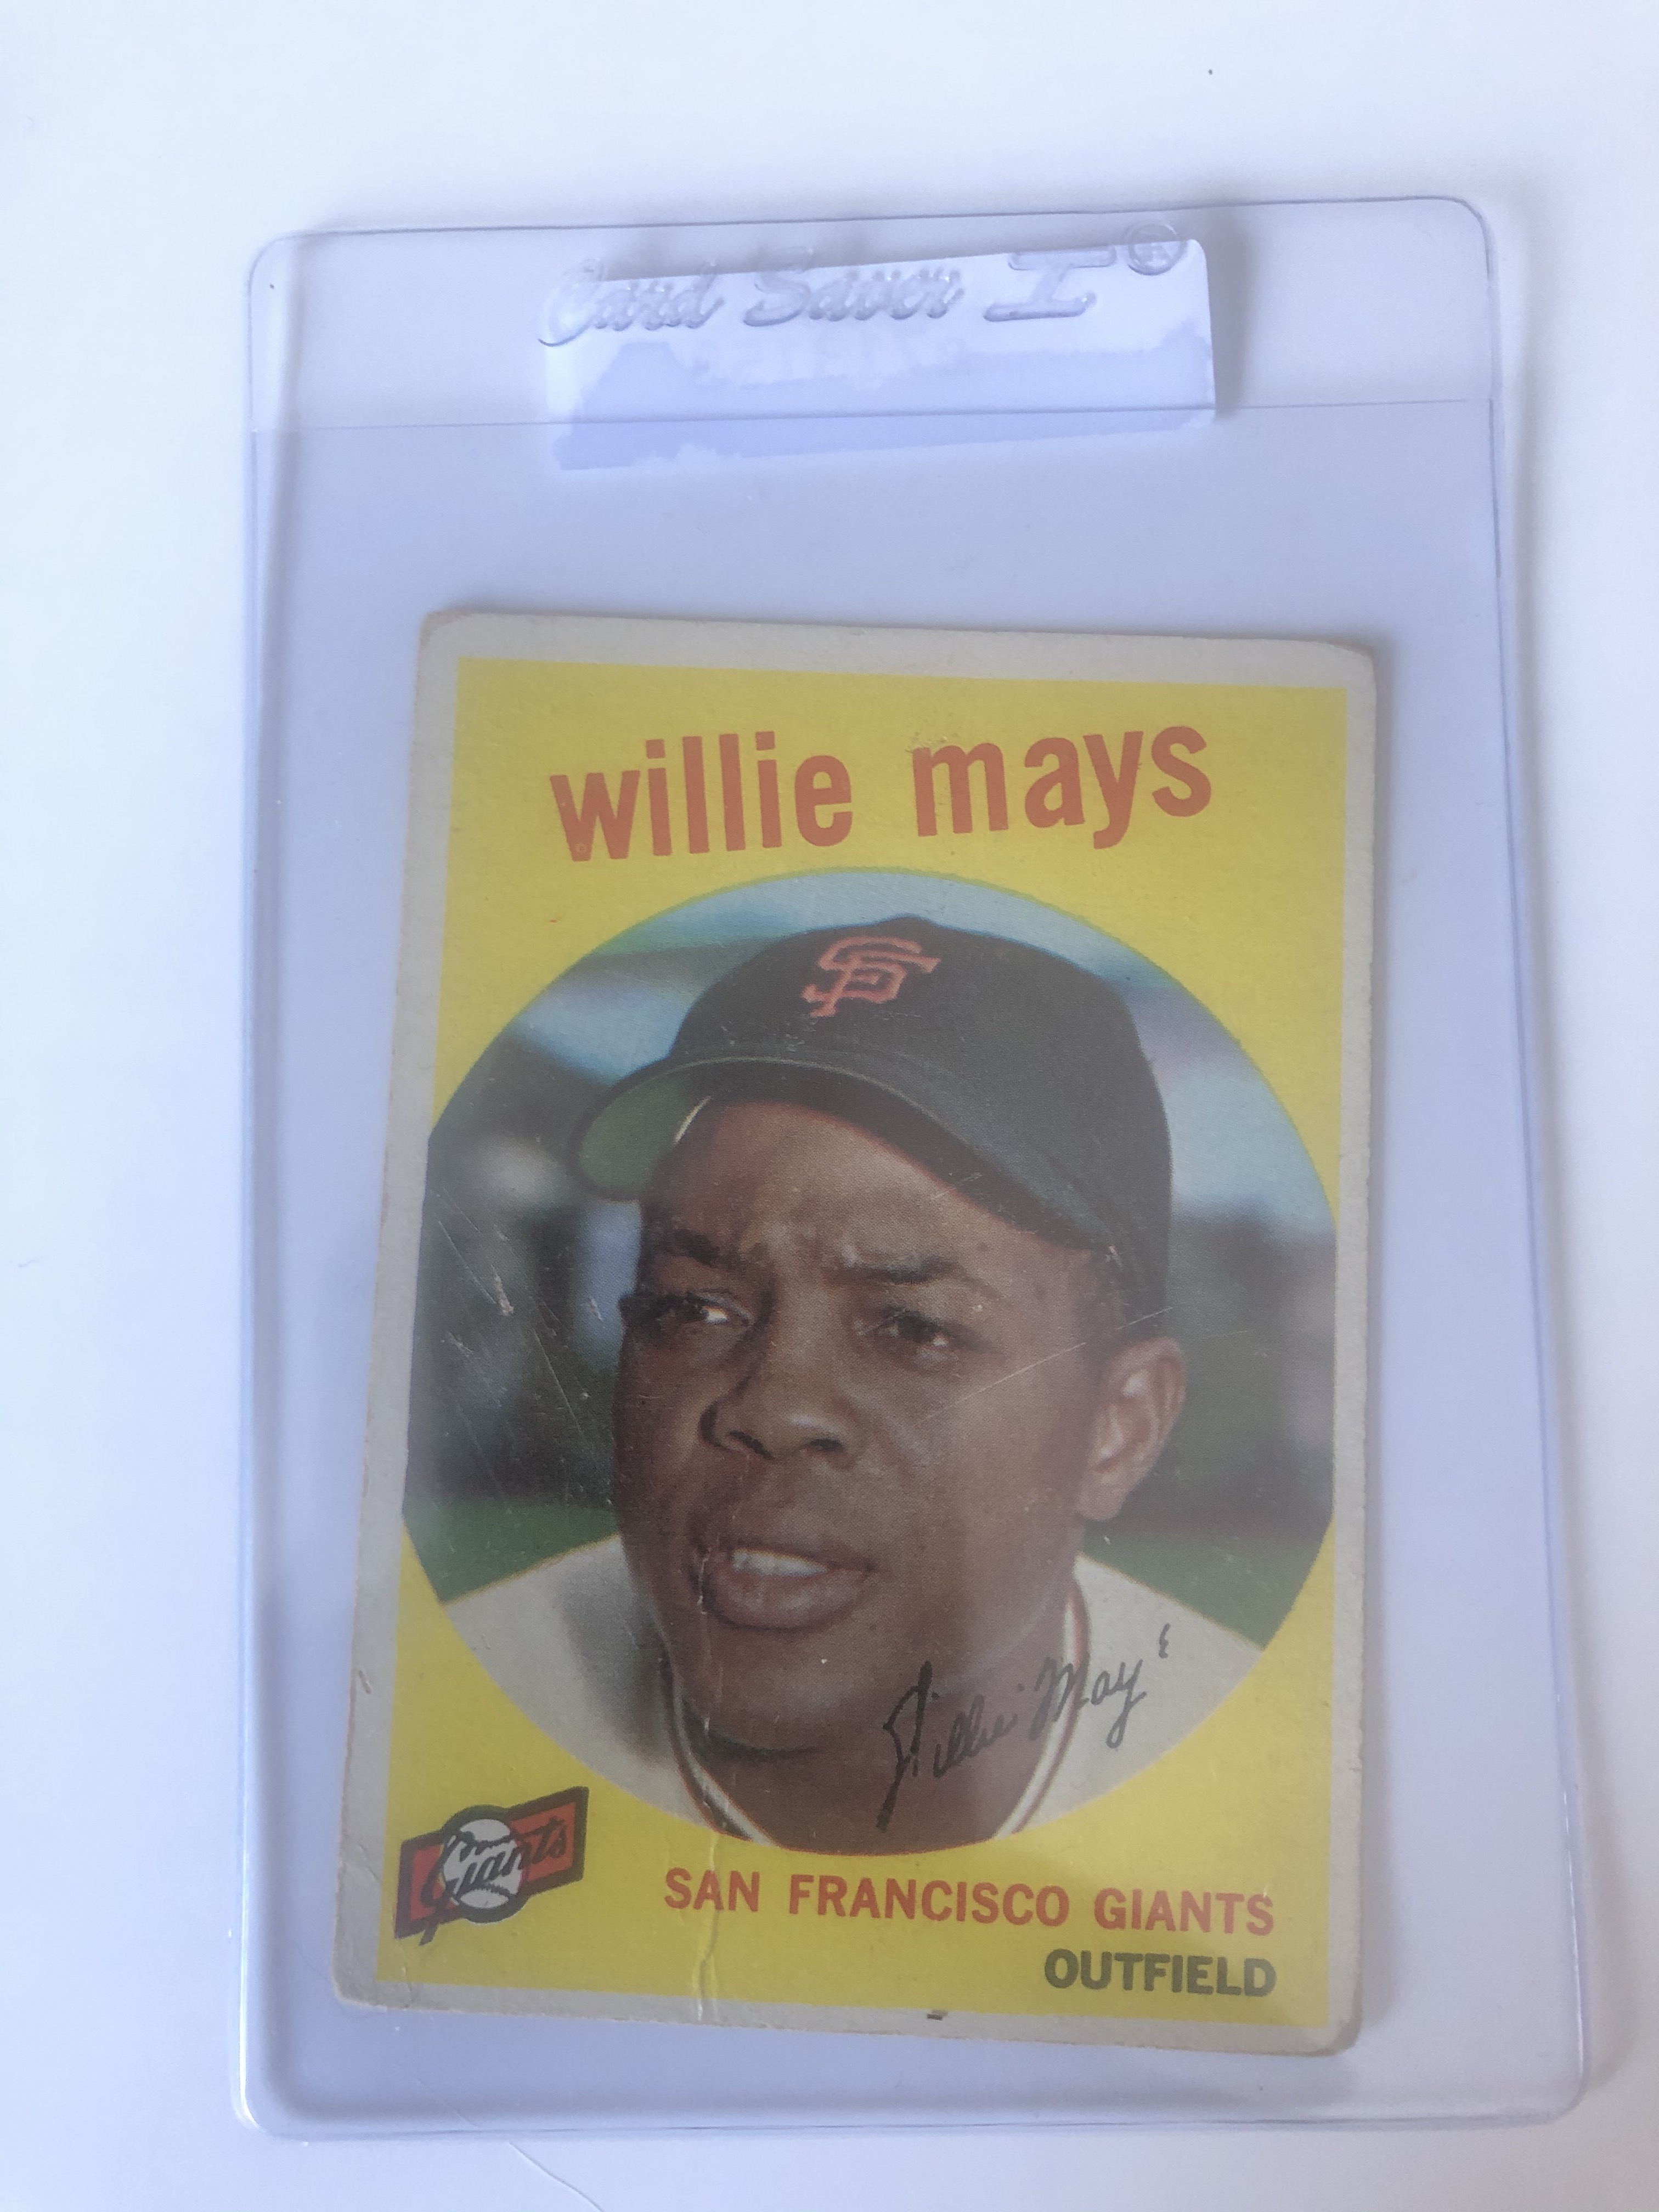 Card Saver I®
willie mays
SF
Willie Mays
Giants
SAN FRANCISCO GIANTS
OUTFIELD